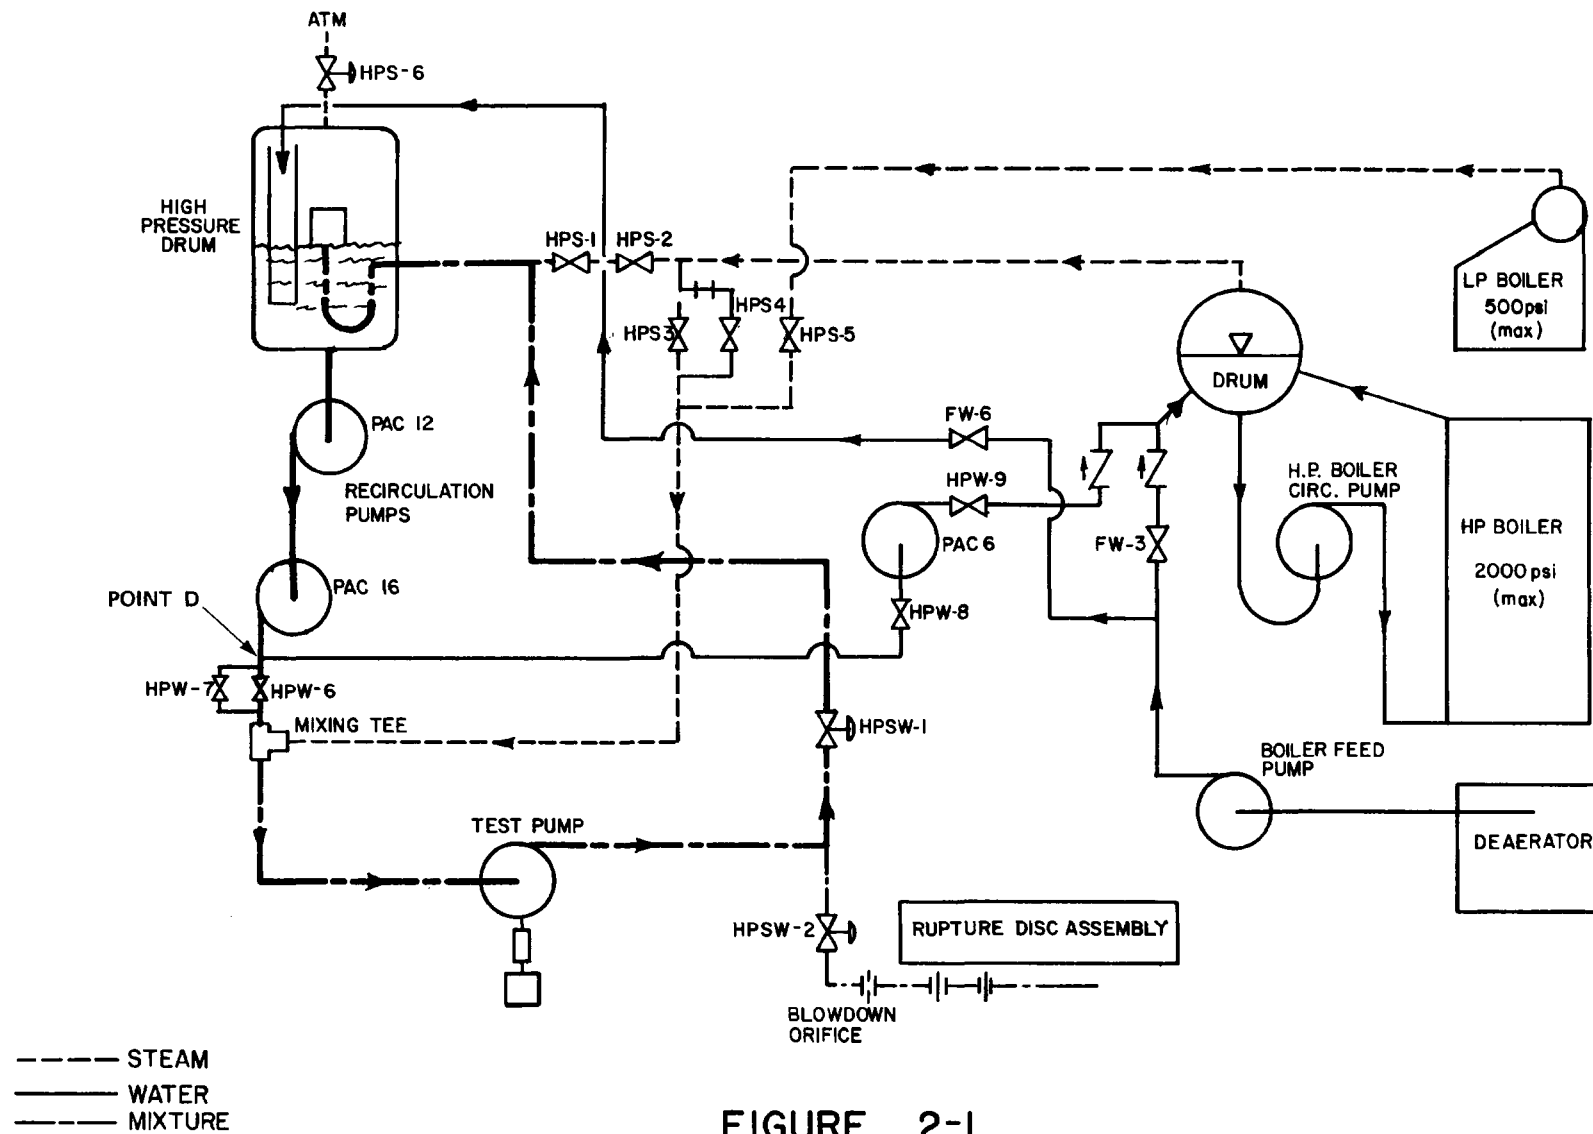 ATM
HPS-6
HIGH
PRESSURE
DRUM
HPS-1
HPS-2
HPS3
HPS4
HPS-5
LP BOILER
500psi
(max)
DRUM
PAC 12
RECIRCULATION
PUMPS
FW-6
HPW-9
H.P. BOILER
CIRC. PUMP
HP BOILER
2000psi
(max)
PAC 6
FW-3
HPW-8
PAC 16
POINT D
HPW-7
HPW-6
MIXING TEE
HPSW-1
BOILER FEED
PUMP
DEAERATOR
TEST PUMP
HPSW-2
RUPTURE DISC ASSEMBLY
BLOWDOWN
ORIFICE
STEAM
WATER
MIXTURE
FIGURE 2-1